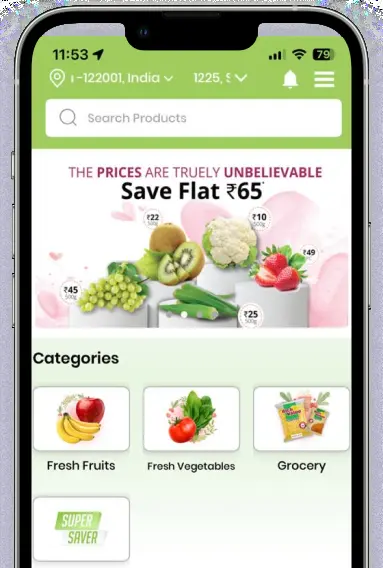 11:53
79
-122001, India
1225, S
Search Products
THE PRICES ARE TRUELY UNBELIEVABLE
Save Flat ₹65*
₹22
₹10
500g
₹49
₹45
500g
₹25
500g
Categories
Fresh Fruits
Fresh Vegetables
Grocery
SUPER
SAVER